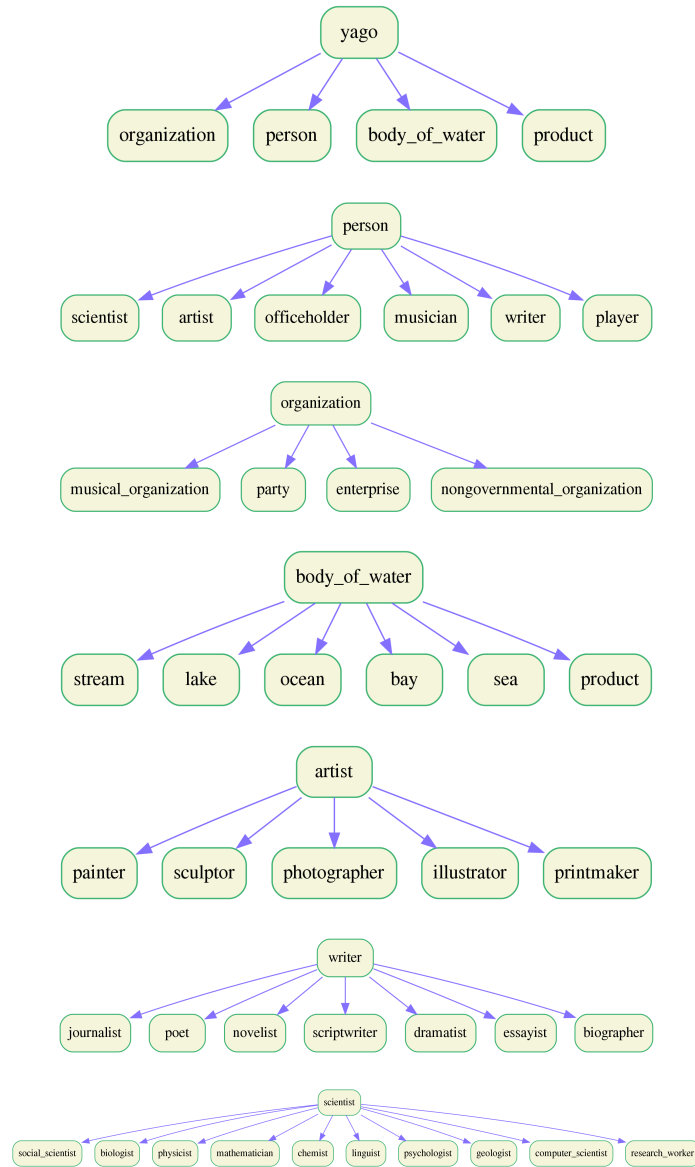 yago
organization person body_of_water product
person
scientist artist officeholder musician writer player
organization
musical_organization party enterprise nongovernmental_organization
body_of_water
stream lake ocean bay sea product
artist
painter sculptor photographer illustrator printmaker
writer
journalist poet novelist scriptwriter dramatist essayist biographer
scientist
social_scientist biologist physicist mathematician chemist linguist psychologist geologist computer_scientist research_worker